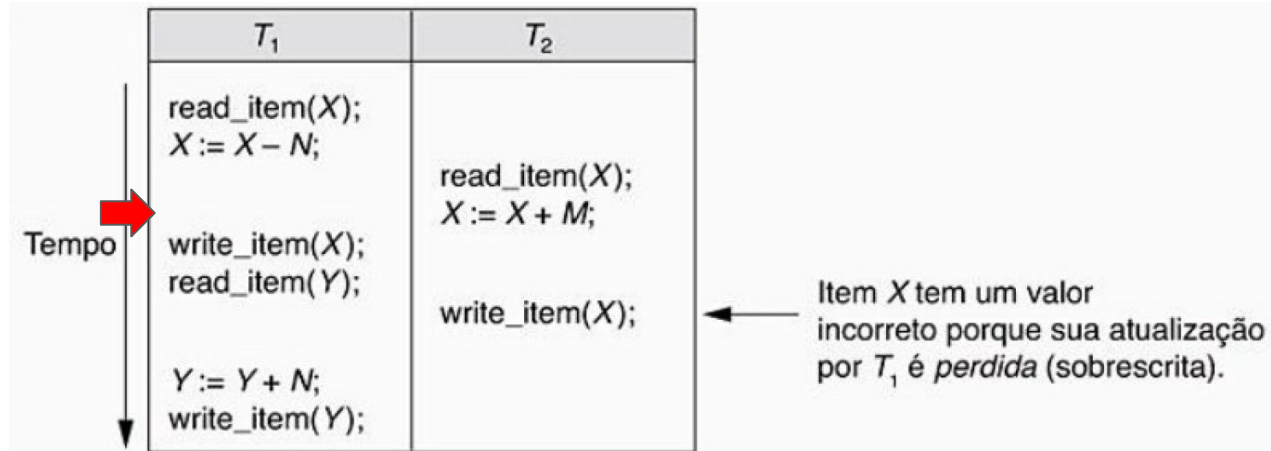 T₁ T₂
read_item(X);
X := X – N;
read_item(X);
X := X + M;
Tempo
write_item(X);
read_item(Y);
write_item(X);
Item X tem um valor
incorreto porque sua atualização
por T₁ é perdida (sobrescrita).
Y := Y + N;
write_item(Y);